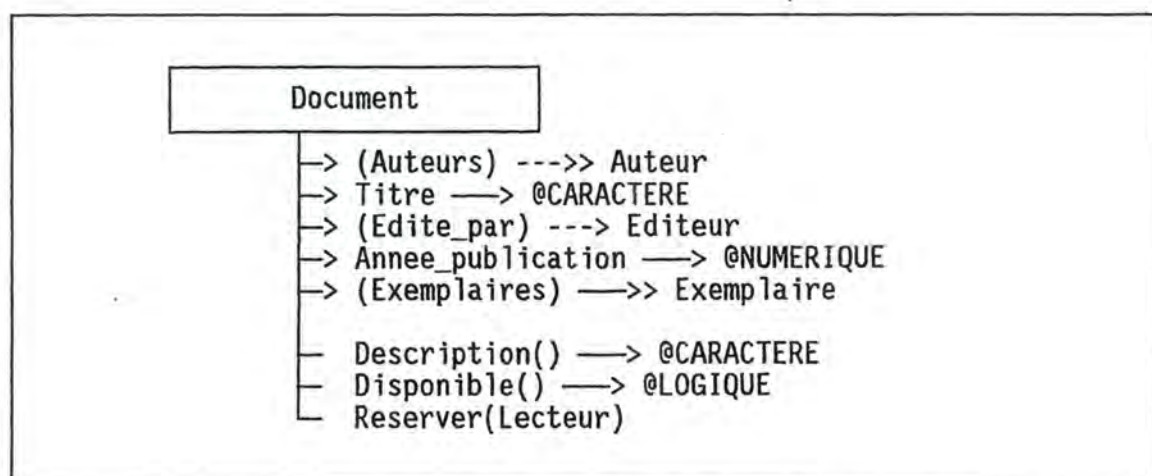 Document
(Auteurs) --->> Auteur
Titre ——> @CARACTERE
(Edite_par) ---> Editeur
Annee_publication ——> @NUMERIQUE
(Exemplaires) ——>> Exemplaire
Description() ——> @CARACTERE
Disponible() ——> @LOGIQUE
Reserver(Lecteur)